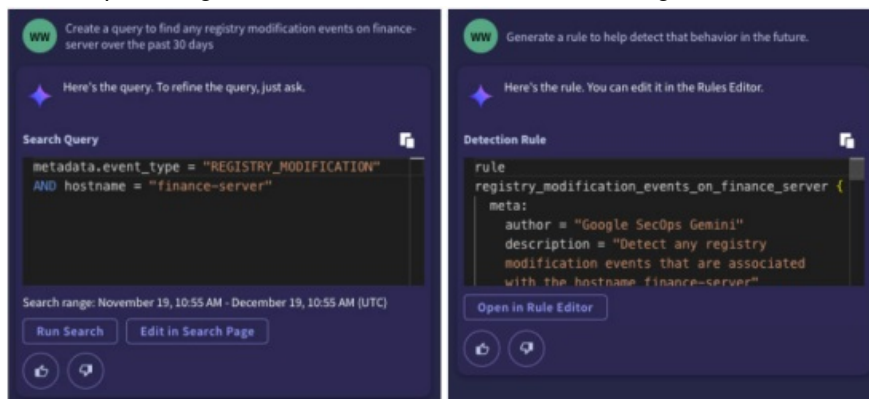 WW
Create a query to find any registry modification events on finance-
server over the past 30 days
Here's the query. To refine the query, just ask.
Search Query
metadata.event_type = "REGISTRY_MODIFICATION"
AND hostname = "finance-server"
Search range: November 19, 10:55 AM - December 19, 10:55 AM (UTC)
Run Search
Edit in Search Page
WW
Generate a rule to help detect that behavior in the future.
Here's the rule. You can edit it in the Rules Editor.
Detection Rule
rule
registry_modification_events_on_finance_server {
meta:
author = "Google SecOps Gemini"
description = "Detect any registry
modification events that are associated
with the hostname finance-server"
Open in Rule Editor